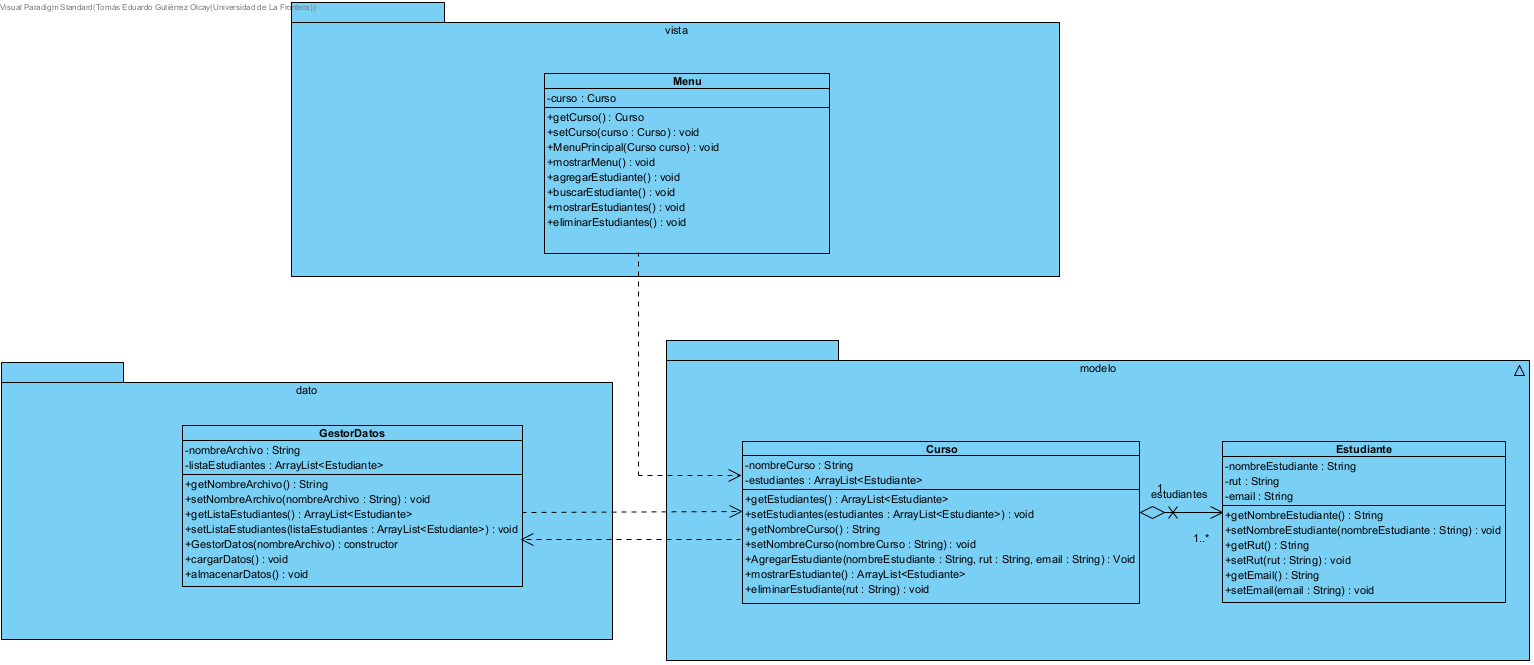 Visual Paradigm Standard(Tomás Eduardo Gutiérrez Olcay(Universidad de La Frontera))
vista
Menu
-curso : Curso
+getCurso() : Curso
+setCurso(curso : Curso) : void
+MenuPrincipal(Curso curso) : void
+mostrarMenu() : void
+agregarEstudiante() : void
+buscarEstudiante() : void
+mostrarEstudiantes() : void
+eliminarEstudiantes() : void
dato
GestorDatos
-nombreArchivo : String
-listaEstudiantes : ArrayList<Estudiante>
+getNombreArchivo() : String
+setNombreArchivo(nombreArchivo : String) : void
+getListaEstudiantes() : ArrayList<Estudiante>
+setListaEstudiantes(listaEstudiantes : ArrayList<Estudiante>) : void
+GestorDatos(nombreArchivo) : constructor
+cargarDatos() : void
+almacenarDatos() : void
modelo
Curso
-nombreCurso : String
-estudiantes : ArrayList<Estudiante>
+getEstudiantes() : ArrayList<Estudiante>
+setEstudiantes(estudiantes : ArrayList<Estudiante>) : void
+getNombreCurso() : String
+setNombreCurso(nombreCurso : String) : void
+AgregarEstudiante(nombreEstudiante : String, rut : String, email : String) : Void
+mostrarEstudiante() : ArrayList<Estudiante>
+eliminarEstudiante(rut : String) : void
1
estudiantes
1..*
Estudiante
-nombreEstudiante : String
-rut : String
-email : String
+getNombreEstudiante() : String
+setNombreEstudiante(nombreEstudiante : String) : void
+getRut() : String
+setRut(rut : String) : void
+getEmail() : String
+setEmail(email : String) : void